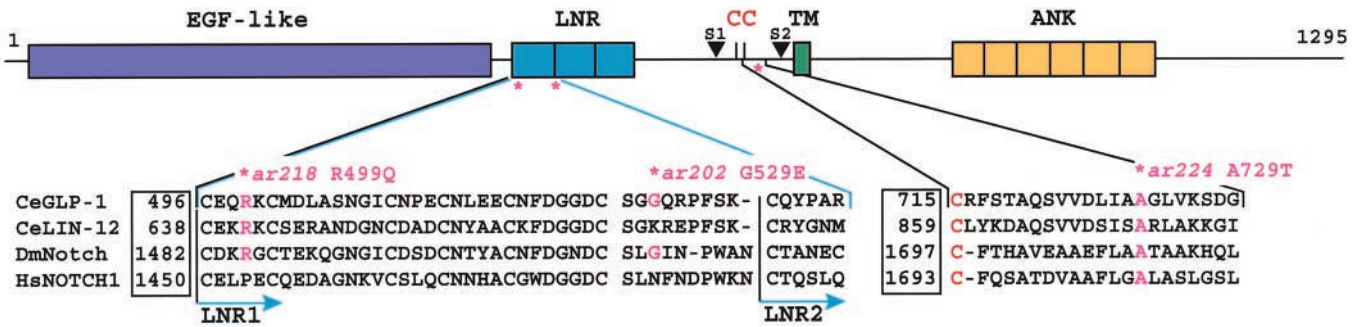 EGF-like LNR CC TM ANK
1 S1 S2 1295
* * *
*ar218 R499Q *ar202 G529E *ar224 A729T
CeGLP-1 496 CEQRKCMDLASNGICNPECNLEECNFDGGDC SGGQRPFSK- CQYPAR 715 CRFSTAQSVVDLIAAGLVKSDG
CeLIN-12 638 CEKRKCSERANDGNCDADCNYAACKFDGGDC SGKREPFSK- CRYGNM 859 CLYKDAQSVVDSISARLAKKGI
DmNotch 1482 CDKRGCTEKQGNGICDSDCNTYACNFDGNDC SLGIN-PWAN CTANEC 1697 C-FTHAVEAAEFLAATAAKHQL
HsNOTCH1 1450 CELPECQEDAGNKVCSLQCNNHACGWDGGDC SLNFNDPWKN CTQSLQ 1693 C-FQSATDVAAFLGALASLGSL
LNR1 LNR2